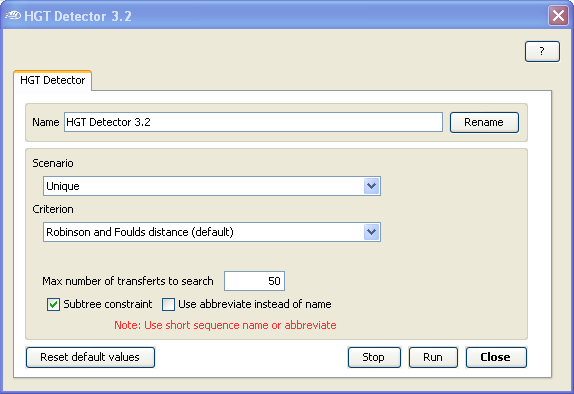 HGT Detector 3.2
?
HGT Detector
Name HGT Detector 3.2 Rename
Scenario
Unique
Criterion
Robinson and Foulds distance (default)
Max number of transferts to search 50
Subtree constraint Use abbreviate instead of name
Note: Use short sequence name or abbreviate
Reset default values Stop Run Close